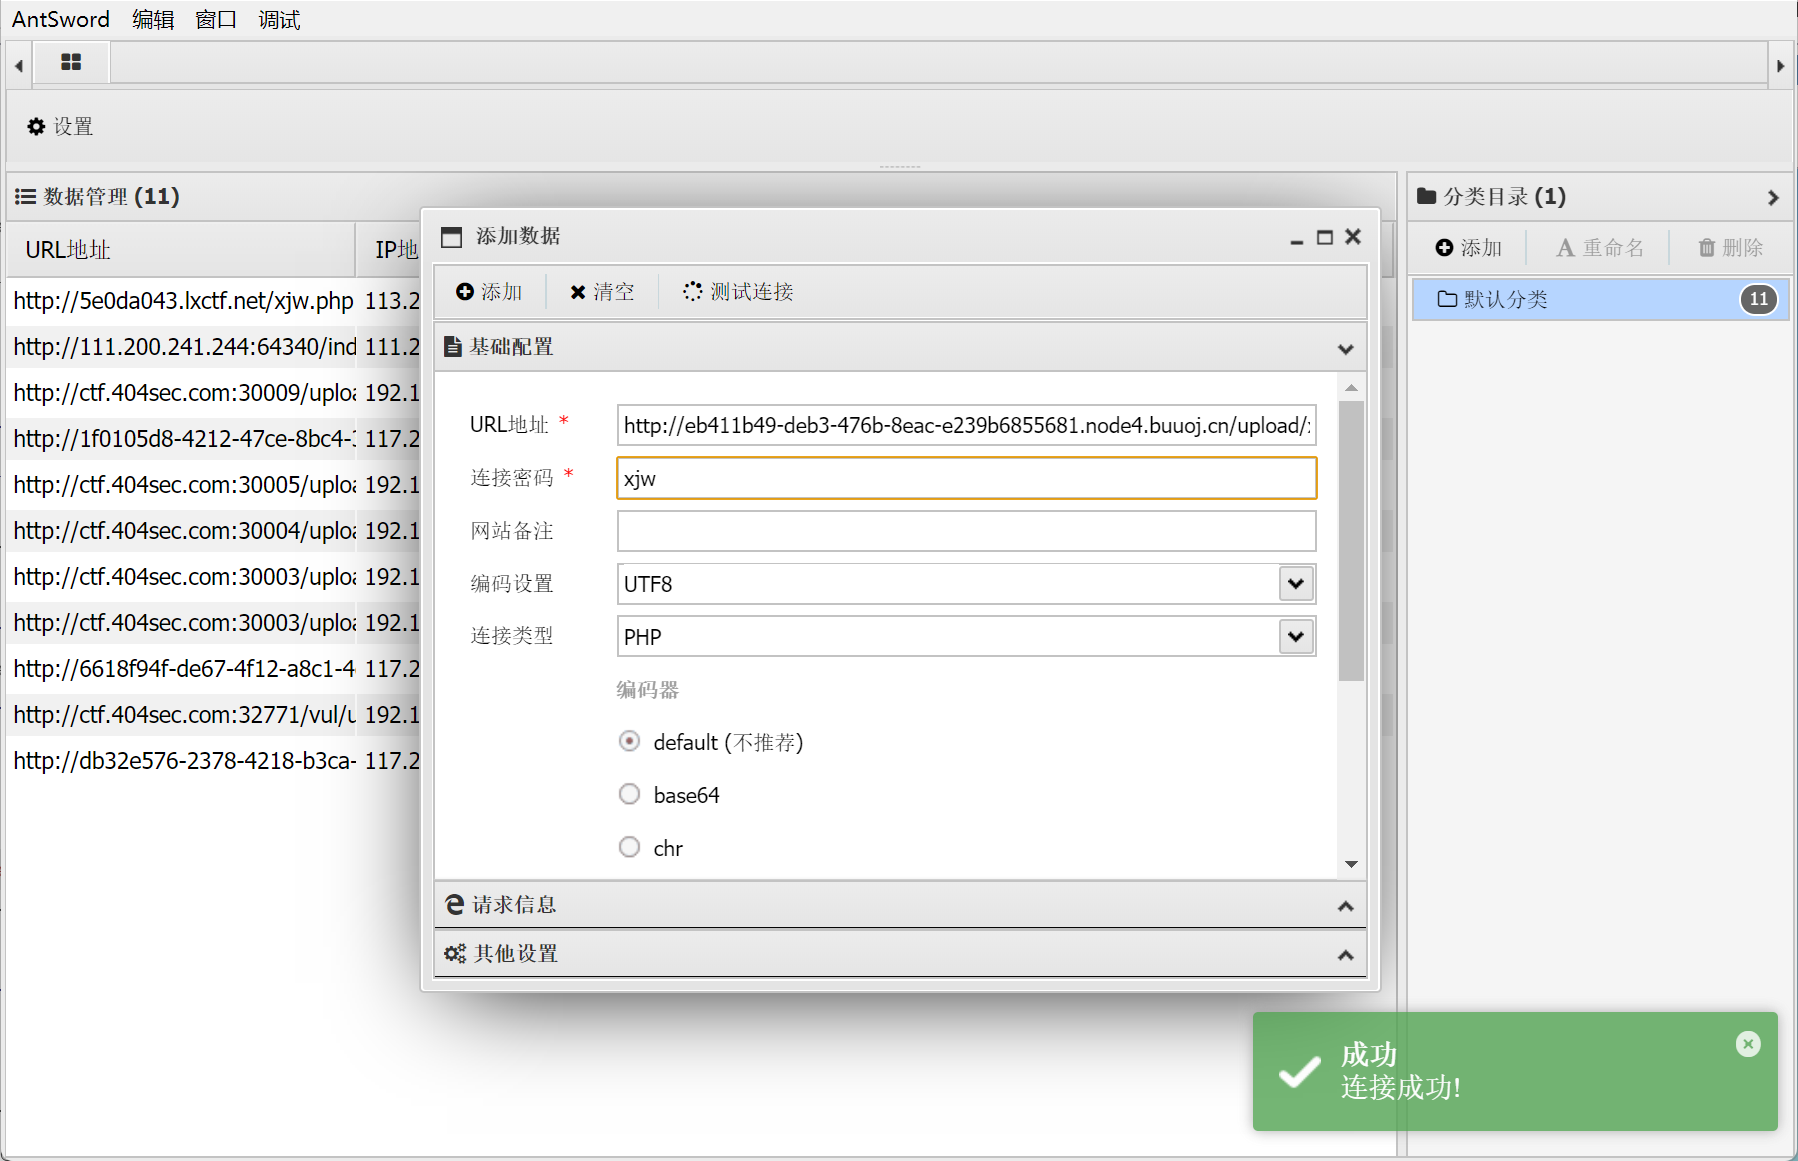 AntSword 编辑 窗口 调试
设置
数据管理 (11)
URL地址 IP地
http://5e0da043.lxctf.net/xjw.php 113.2
http://111.200.241.244:64340/ind 111.2
http://ctf.404sec.com:30009/uploa 192.1
http://1f0105d8-4212-47ce-8bc4- 117.2
http://ctf.404sec.com:30005/uploa 192.1
http://ctf.404sec.com:30004/uploa 192.1
http://ctf.404sec.com:30003/uploa 192.1
http://ctf.404sec.com:30003/uploa 192.1
http://6618f94f-de67-4f12-a8c1-4 117.2
http://ctf.404sec.com:32771/vul/u 192.1
http://db32e576-2378-4218-b3ca- 117.2
添加数据
添加 清空 测试连接
基础配置
URL地址 * http://eb411b49-deb3-476b-8eac-e239b6855681.node4.buuoj.cn/upload/
连接密码 * xjw
网站备注
编码设置 UTF8
连接类型 PHP
编码器
default (不推荐)
base64
chr
请求信息
其他设置
分类目录 (1)
添加 重命名 删除
默认分类 11
成功
连接成功!